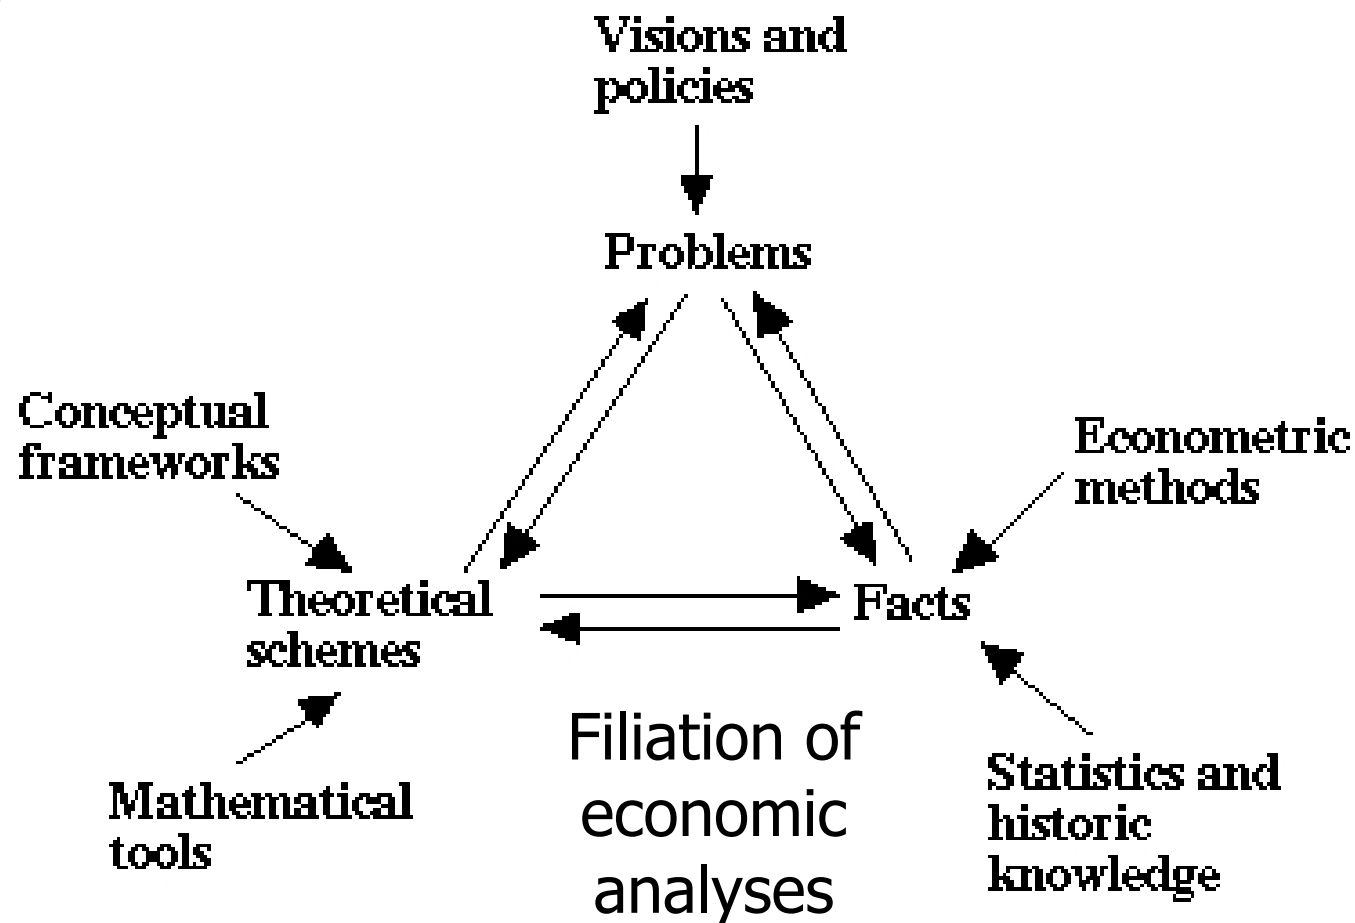 Visions and
policies
Problems
Conceptual
frameworks
Econometric
methods
Theoretical
schemes
Facts
Mathematical
tools
Filiation of
economic
analyses
Statistics and
historic
knowledge